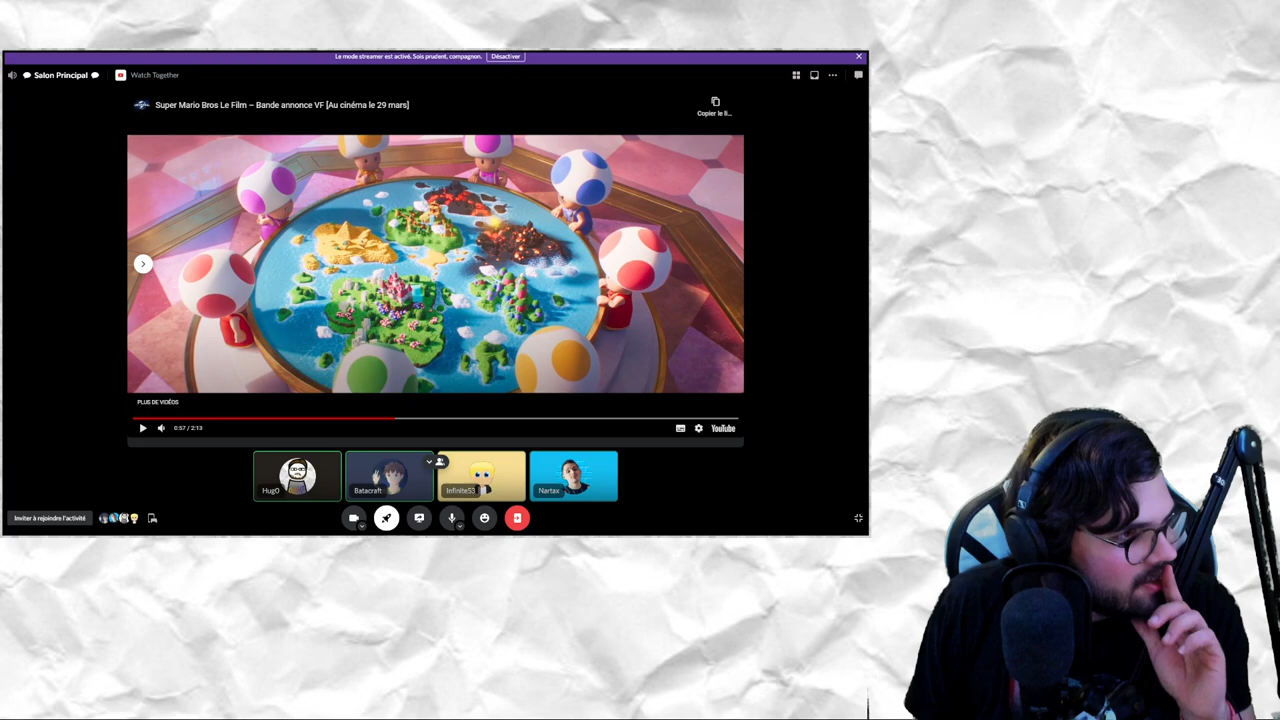 Le mode streamer est activé. Sois prudent, compagnon. Désactiver
Salon Principal Watch Together
Super Mario Bros Le Film – Bande annonce VF [Au cinéma le 29 mars]
Copier le li...
PLUS DE VIDÉOS
0:57 / 2:13 YouTube
Hug0 Batacraft Infinite53 Nartax
Inviter à rejoindre l'activité